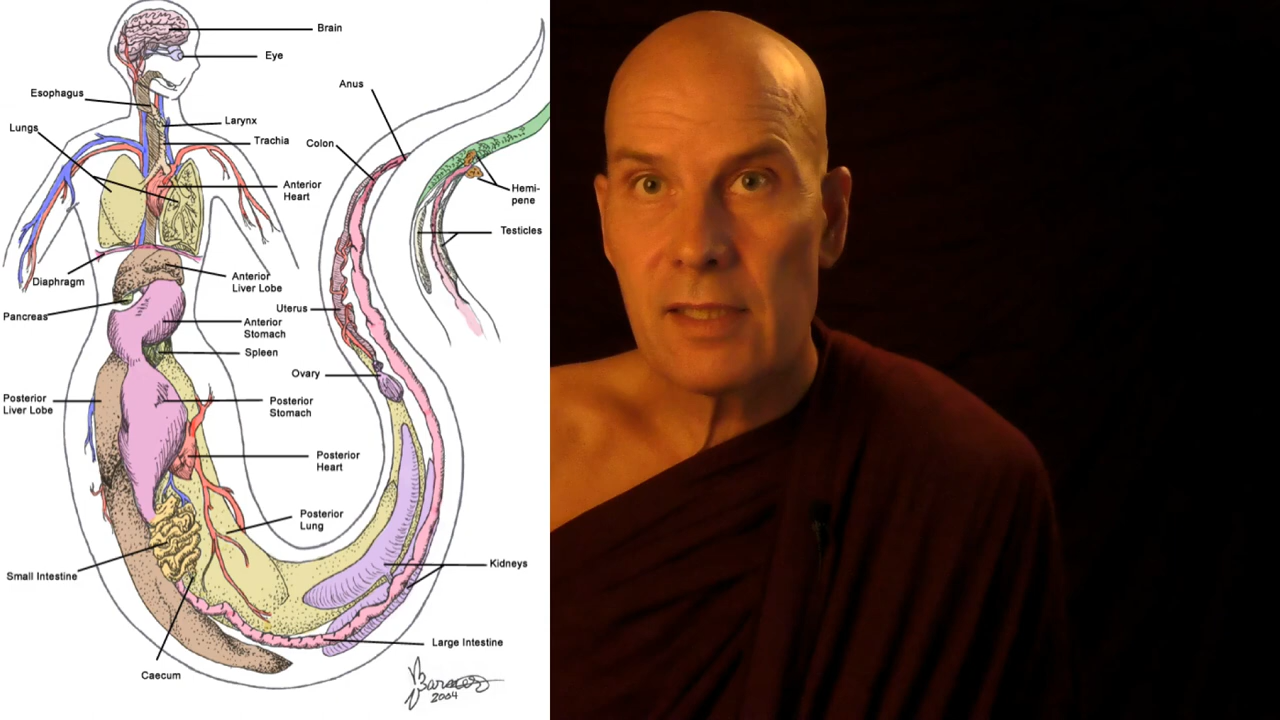 Brain
Eye
Esophagus
Larynx
Lungs
Trachia
Anterior
Heart
Diaphragm
Anterior
Liver Lobe
Pancreas
Anterior
Stomach
Spleen
Posterior
Liver Lobe
Posterior
Stomach
Posterior
Heart
Posterior
Lung
Small Intestine
Caecum
Anus
Colon
Hemi-
pene
Testicles
Uterus
Ovary
Kidneys
Large Intestine
2004